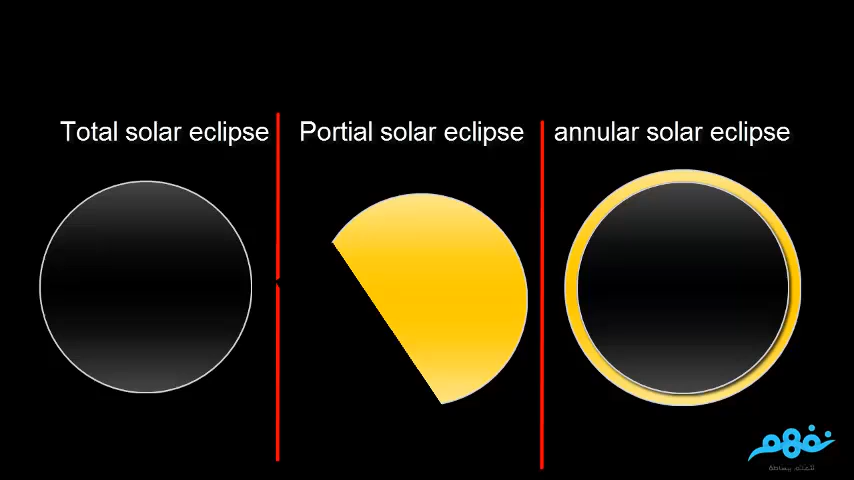 Total solar eclipse
Portial solar eclipse
annular solar eclipse
نفهم